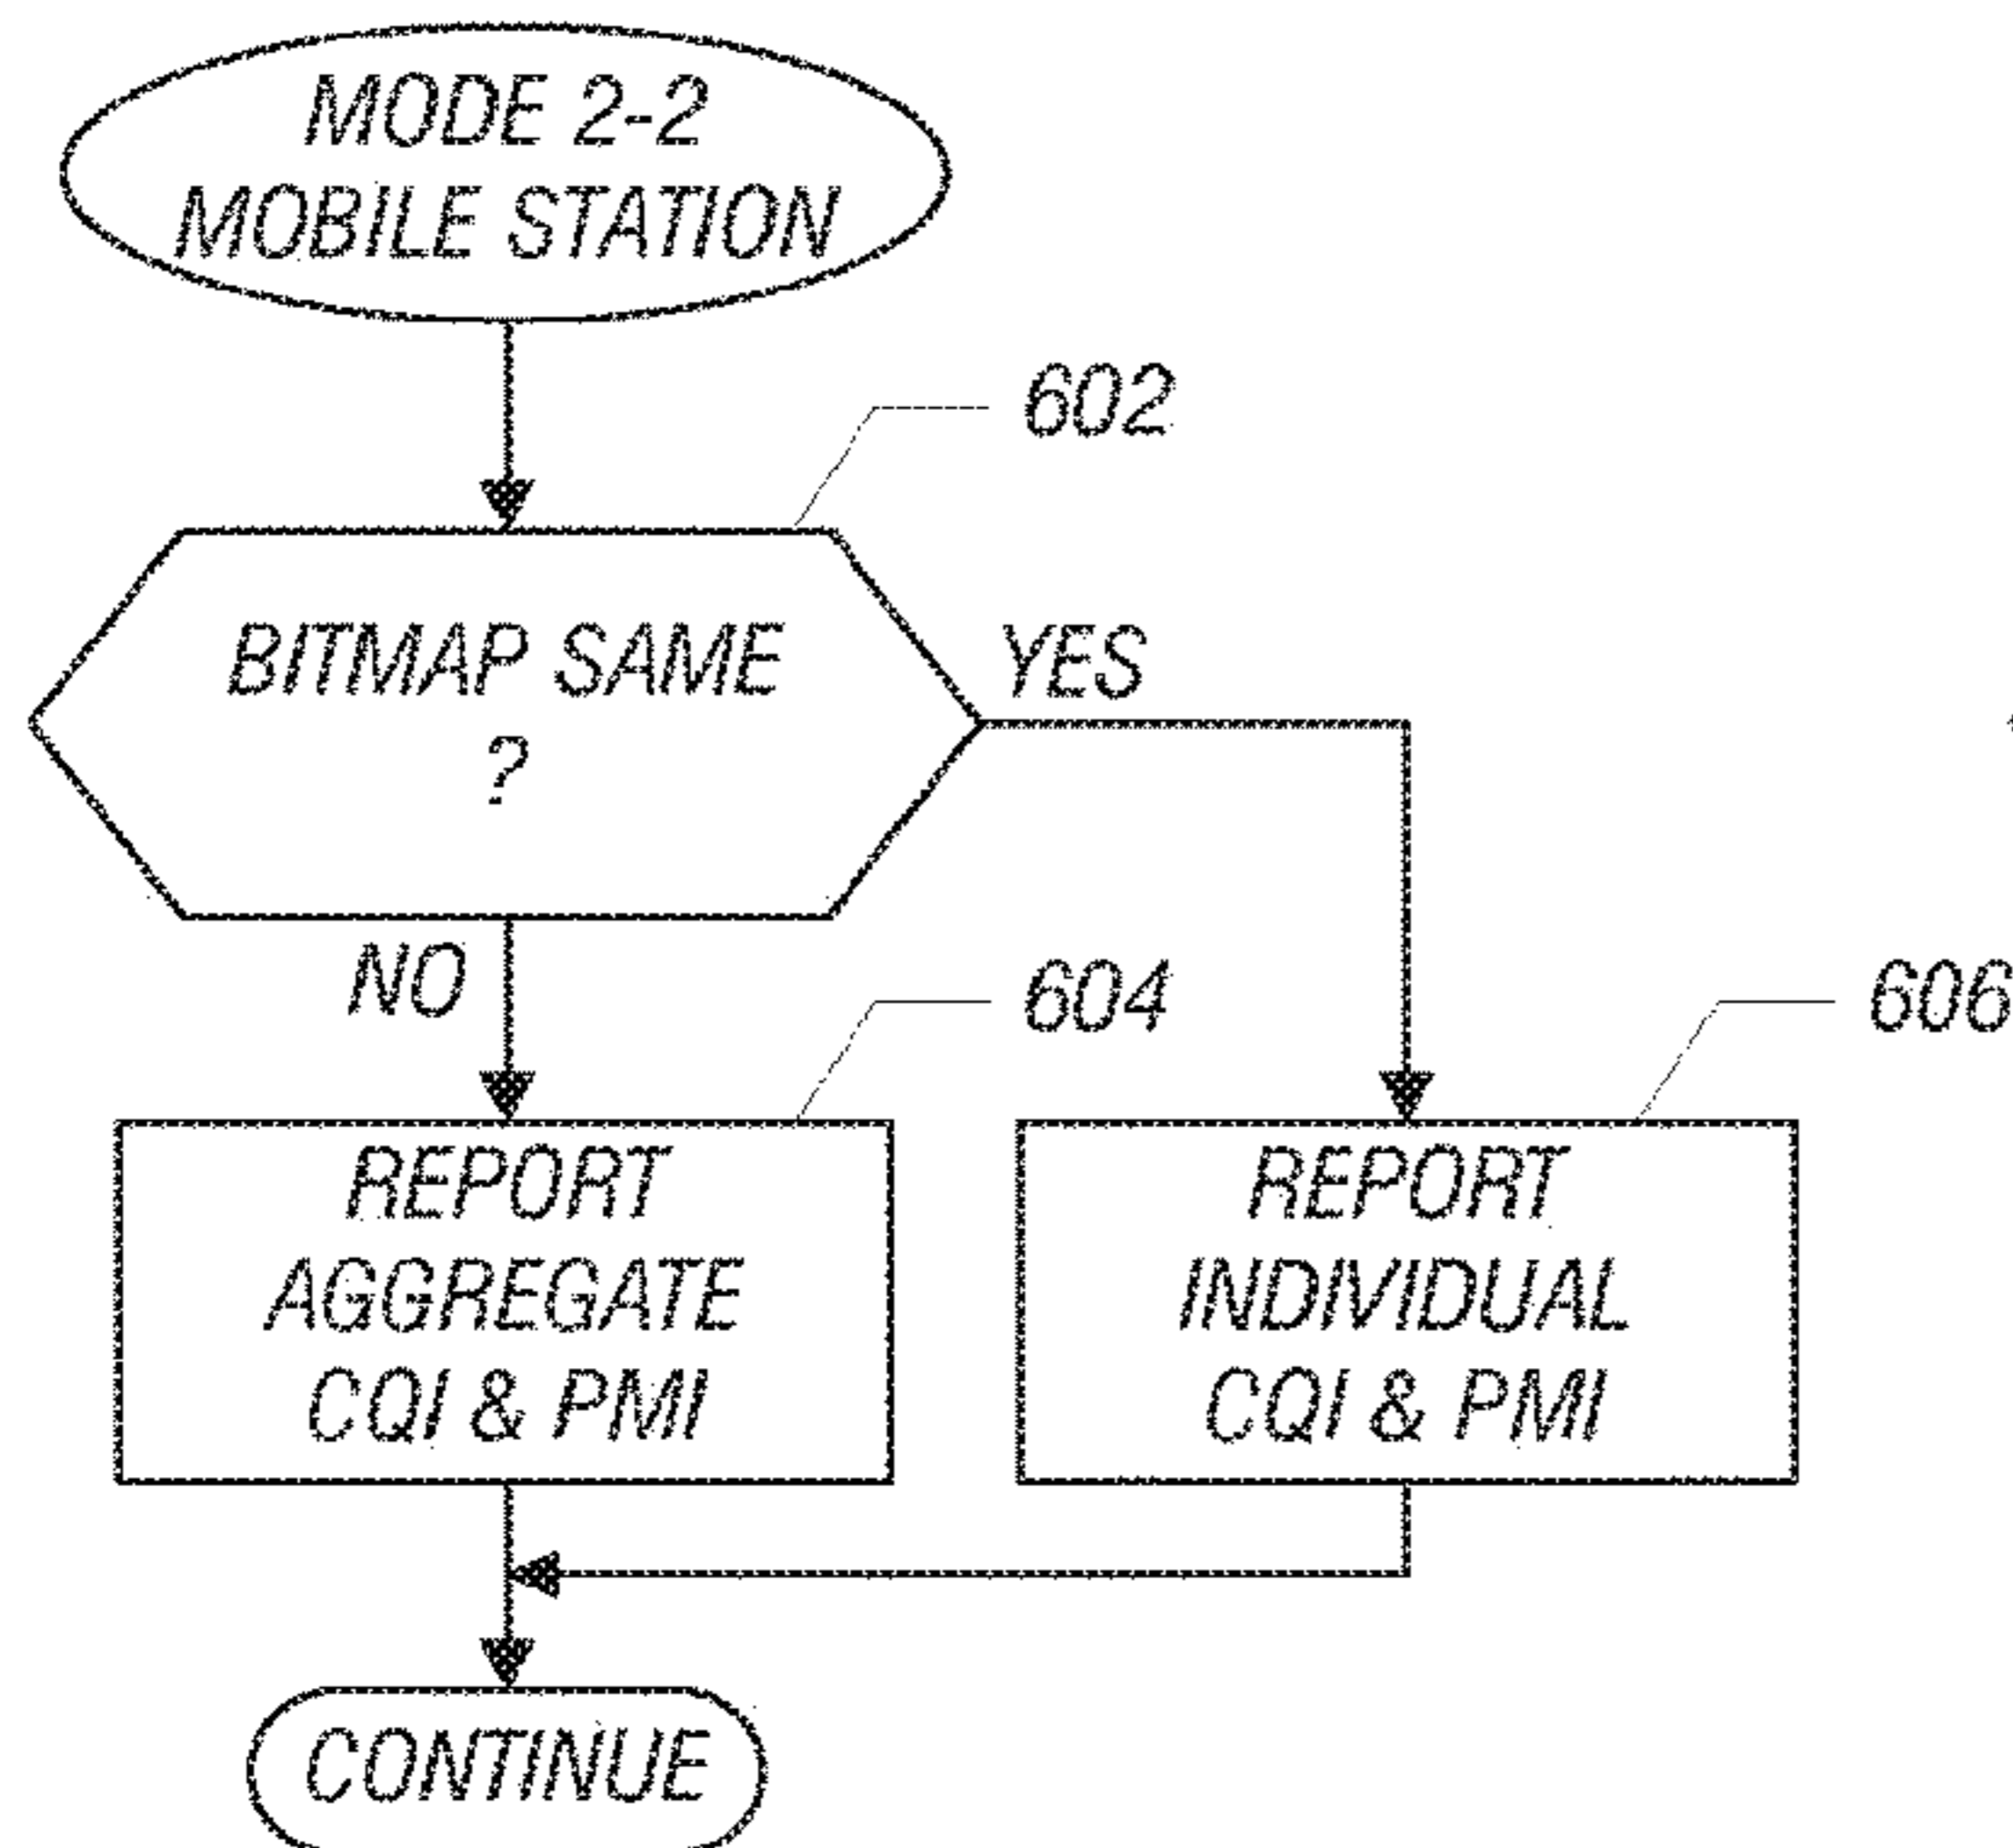 MODE 2-2
MOBILE STATION
602
BITMAP SAME
?
YES
NO
604
606
REPORT
AGGREGATE
CQI & PMI
REPORT
INDIVIDUAL
CQI & PMI
CONTINUE